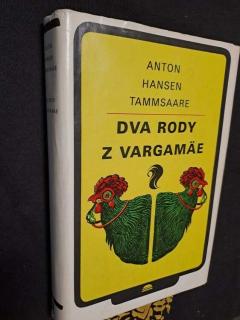 ANTON
HANSEN
TAMMSAARE
DVA RODY
Z VARGAMÄE